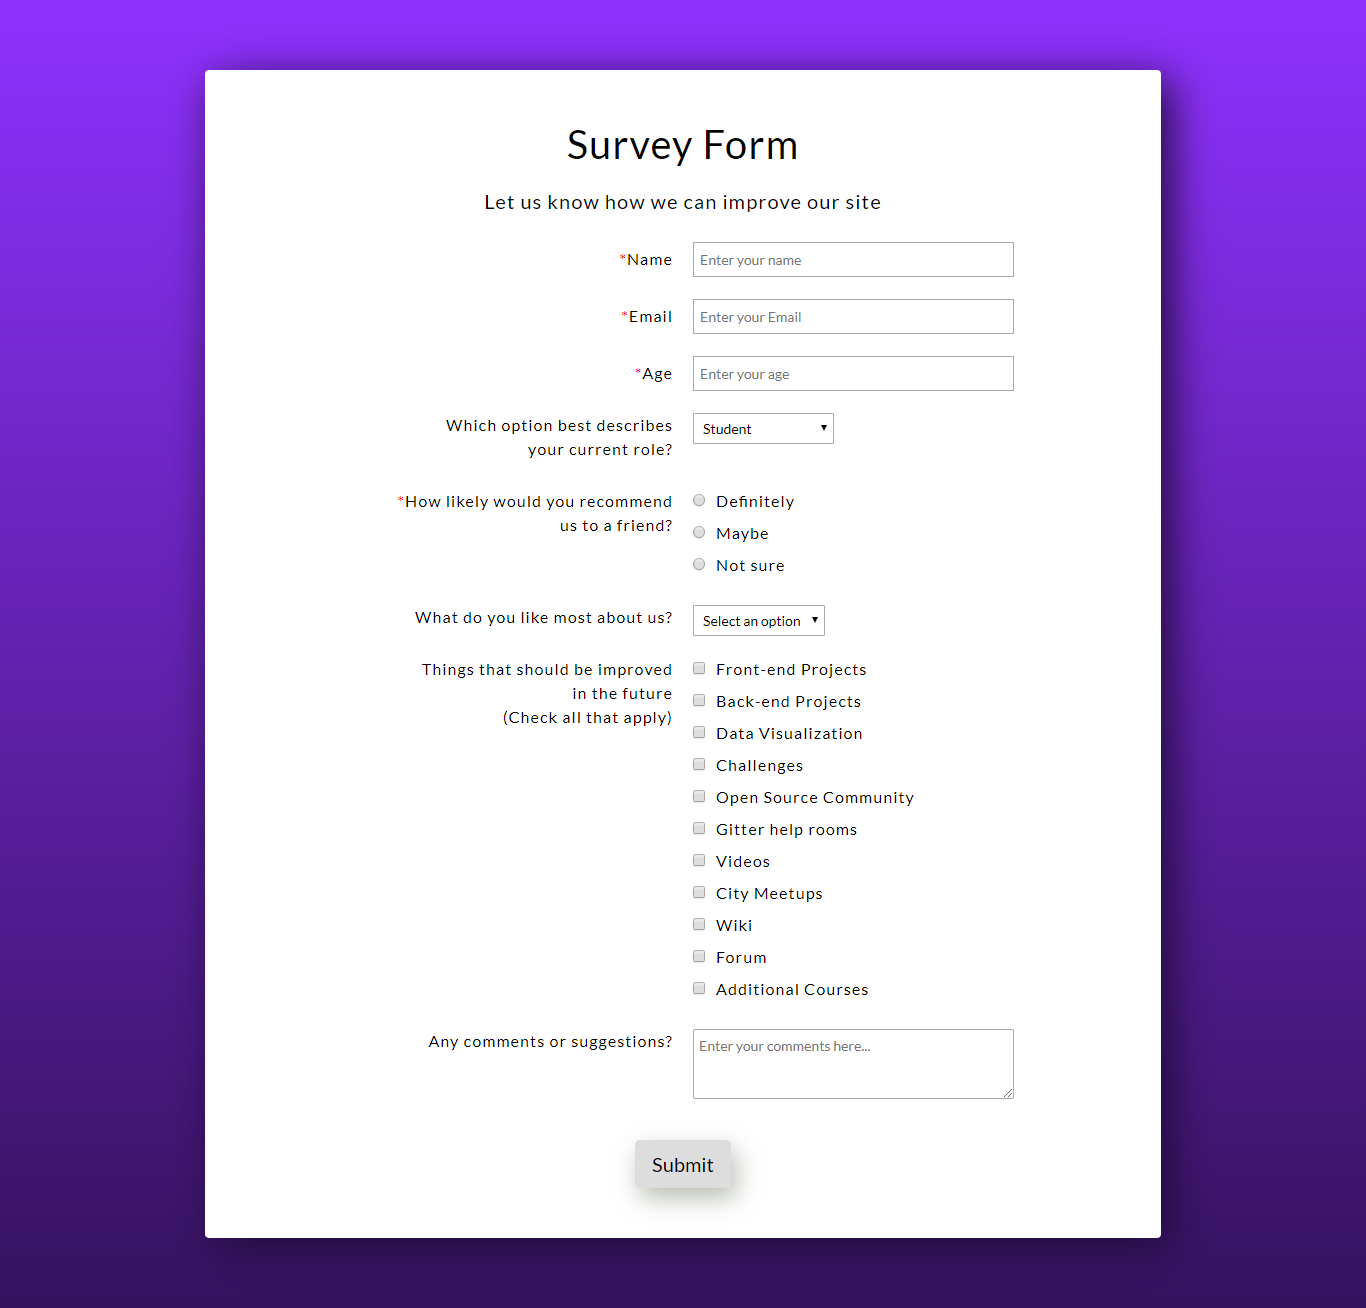 Survey Form
Let us know how we can improve our site
*Name
Enter your name
*Email
Enter your Email
*Age
Enter your age
Which option best describes
your current role?
Student
*How likely would you recommend
us to a friend?
Definitely
Maybe
Not sure
What do you like most about us?
Select an option
Things that should be improved
in the future
(Check all that apply)
Front-end Projects
Back-end Projects
Data Visualization
Challenges
Open Source Community
Gitter help rooms
Videos
City Meetups
Wiki
Forum
Additional Courses
Any comments or suggestions?
Enter your comments here...
Submit